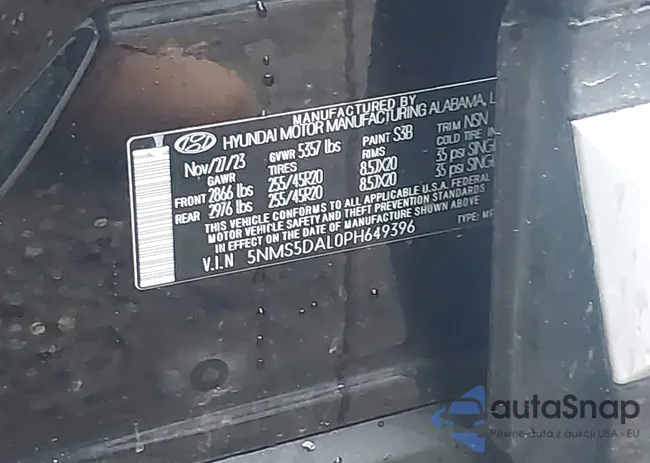 MANUFACTURED BY
HYUNDAI MOTOR MANUFACTURING ALABAMA, L
Nov/27/23 GVWR 5357 lbs PAINT S3B TRIM NSN
GAWR TIRES RIMS COLD TIRE IN
FRONT 2866 lbs 255/45R20 8.5JX20 35 psi SINGL
REAR 2976 lbs 255/45R20 8.5JX20 35 psi SINGL
THIS VEHICLE CONFORMS TO ALL APPLICABLE U.S.A. FEDERAL
MOTOR VEHICLE SAFETY AND THEFT PREVENTION STANDARDS
IN EFFECT ON THE DATE OF MANUFACTURE SHOWN ABOVE
V.I.N 5NMS5DAL0PH649396 TYPE: MP
autaSnap
Pewne auta z aukcji USA i EU